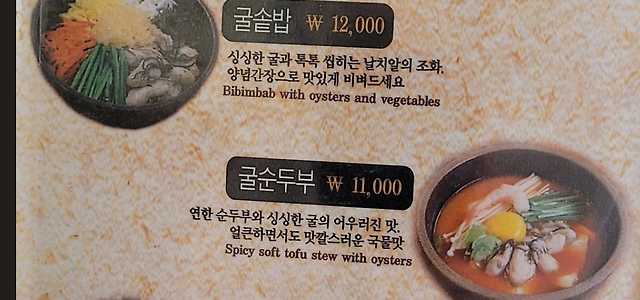 굴솥밥 ₩ 12,000
싱싱한 굴과 톡톡 씹히는 날치알의 조화.
양념간장으로 맛있게 비벼드세요
Bibimbab with oysters and vegetables
굴순두부 ₩ 11,000
연한 순두부와 싱싱한 굴의 어우러진 맛.
얼큰하면서도 맛깔스러운 국물맛
Spicy soft tofu stew with oysters